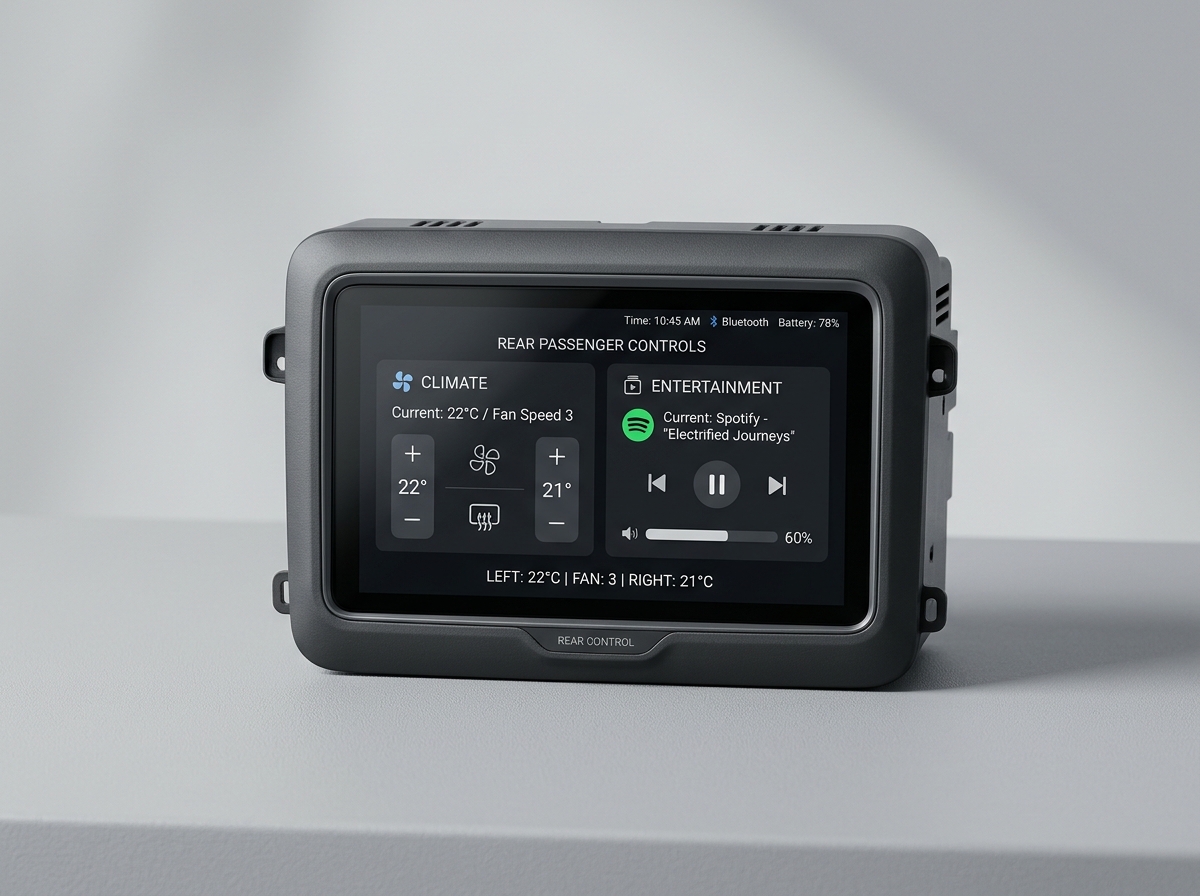 Time: 10:45 AM Bluetooth Battery: 78%
REAR PASSENGER CONTROLS
CLIMATE
Current: 22°C / Fan Speed 3
+
22°
−
+
21°
−
ENTERTAINMENT
Current: Spotify -
"Electrified Journeys"
60%
LEFT: 22°C | FAN: 3 | RIGHT: 21°C
REAR CONTROL